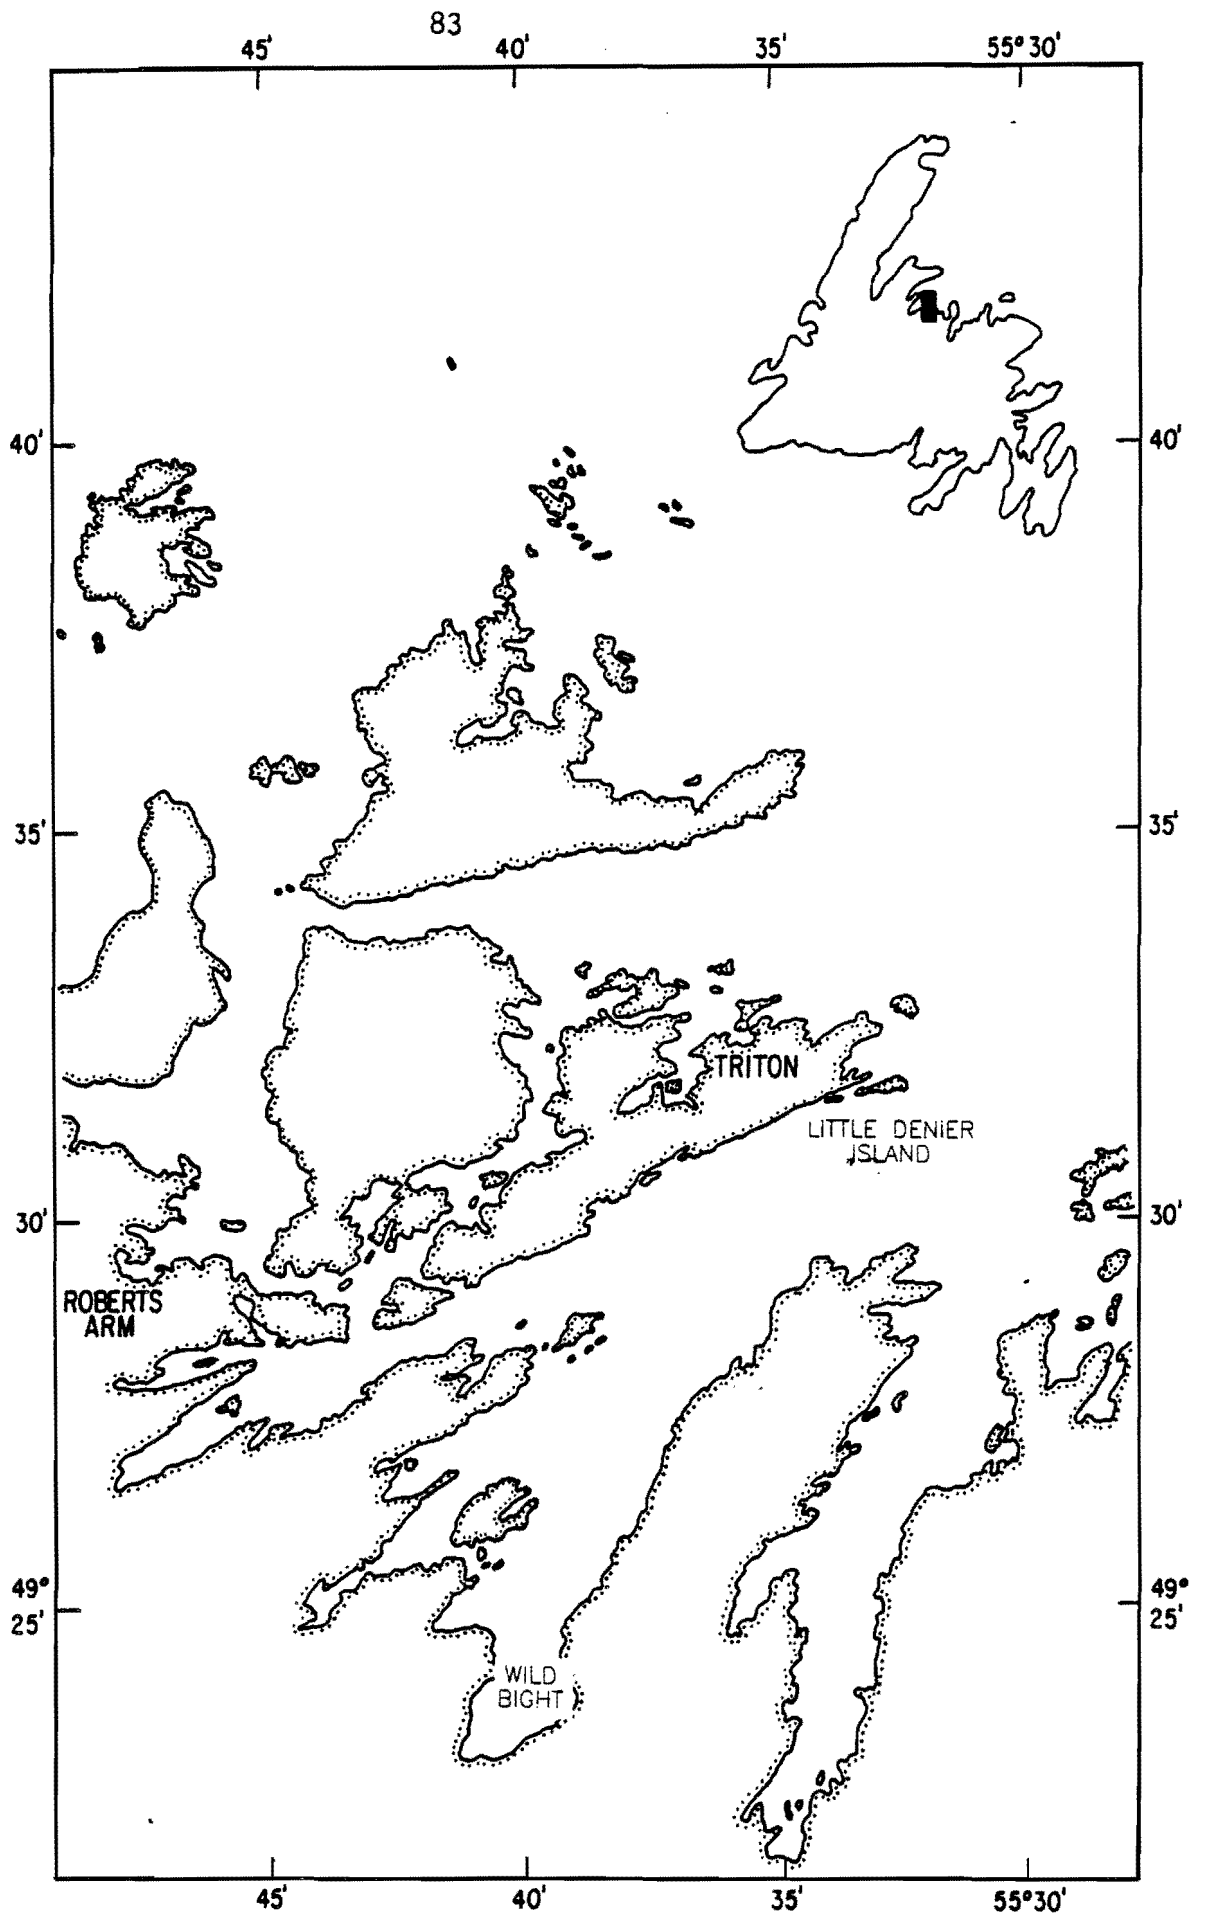 83
45' 40' 35' 55°30'
40' 40'
35' 35'
TRITON
LITTLE DENIER
ISLAND
30' 30'
ROBERTS
ARM
49° 49°
25' 25'
WILD
BIGHT
45' 40' 35' 55°30'